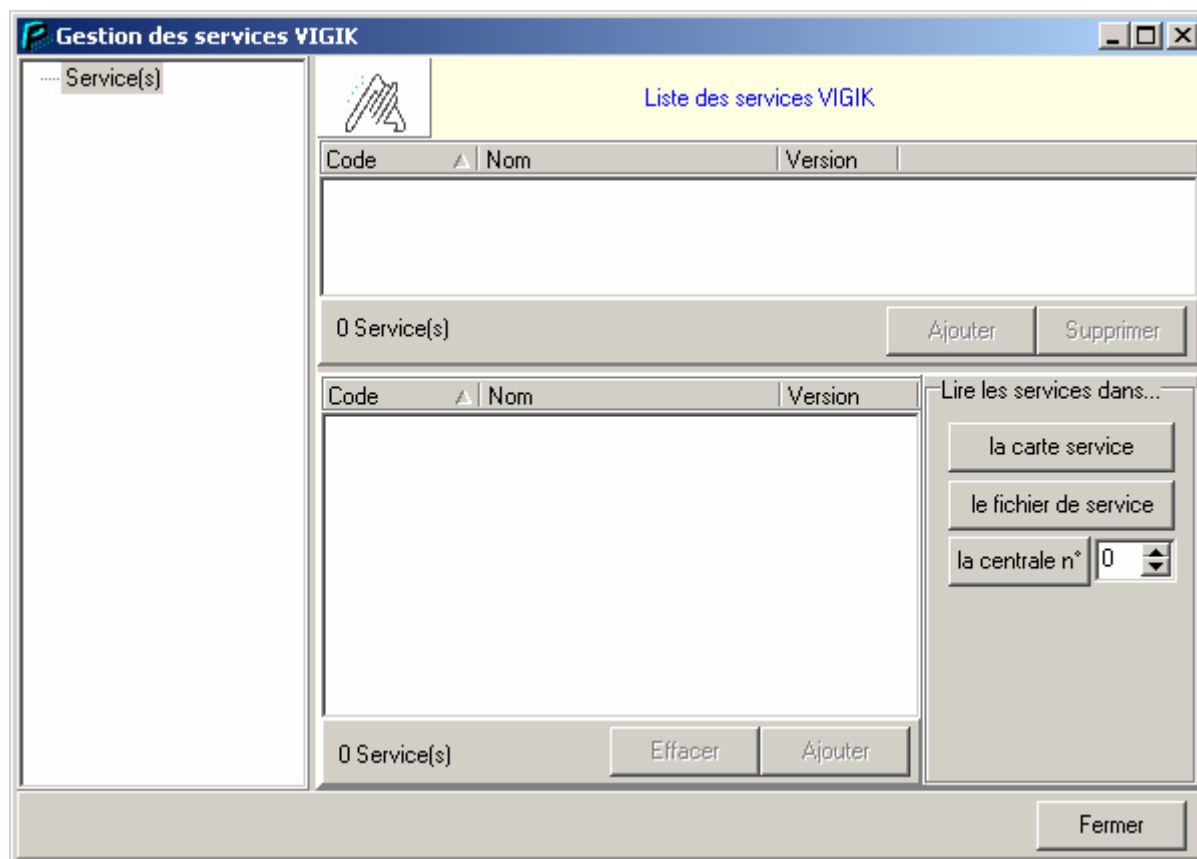 Gestion des services VIGIK
Service(s)
Liste des services VIGIK
Code Nom Version
0 Service(s) Ajouter Supprimer
Code Nom Version
Lire les services dans...
la carte service
le fichier de service
la centrale n° 0
0 Service(s) Effacer Ajouter
Fermer